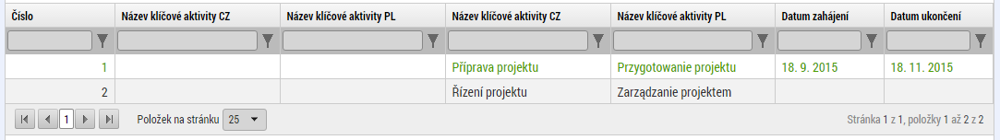 Číslo Název klíčové aktivity CZ Název klíčové aktivity PL Název klíčové aktivity CZ Název klíčové aktivity PL Datum zahájení Datum ukončení
1 Příprava projektu Przygotowanie projektu 18. 9. 2015 18. 11. 2015
2 Řízení projektu Zarządzanie projektem
1 Položek na stránku 25 Stránka 1 z 1, položky 1 až 2 z 2